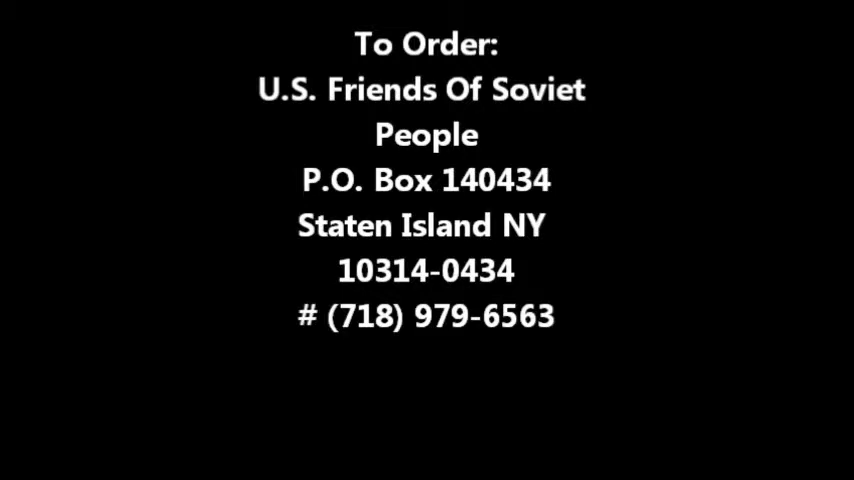 To Order:
U.S. Friends Of Soviet
People
P.O. Box 140434
Staten Island NY
10314-0434
# (718) 979-6563